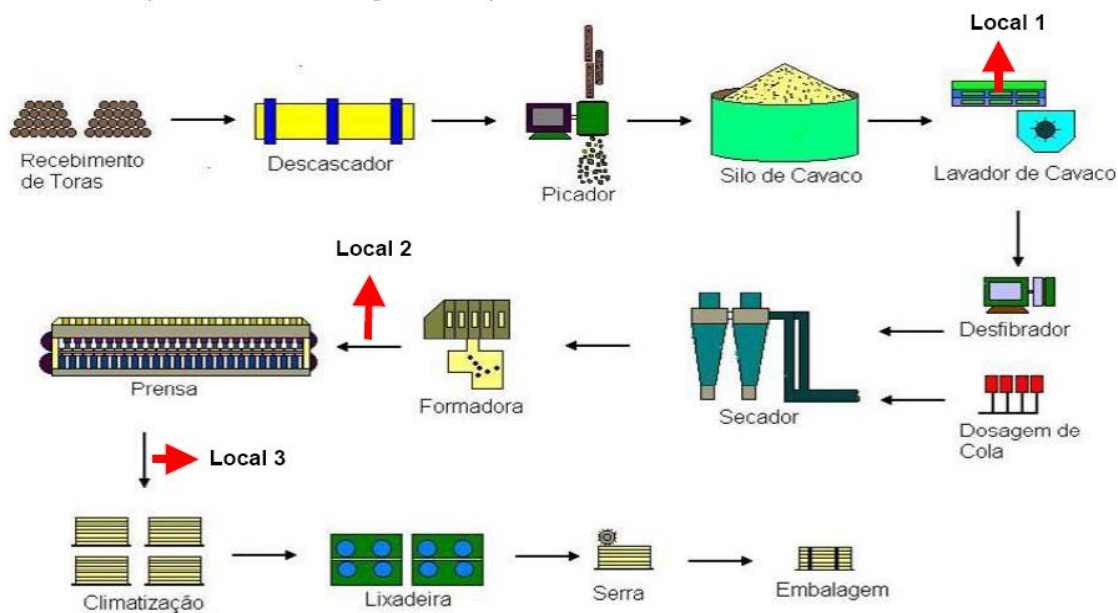 Local 1
Recebimento
de Toras
Descascador
Picador
Silo de Cavaco
Lavador de Cavaco
Local 2
Prensa
Formadora
Secador
Desfibrador
Dosagem de
Cola
Local 3
Climatização
Lixadeira
Serra
Embalagem